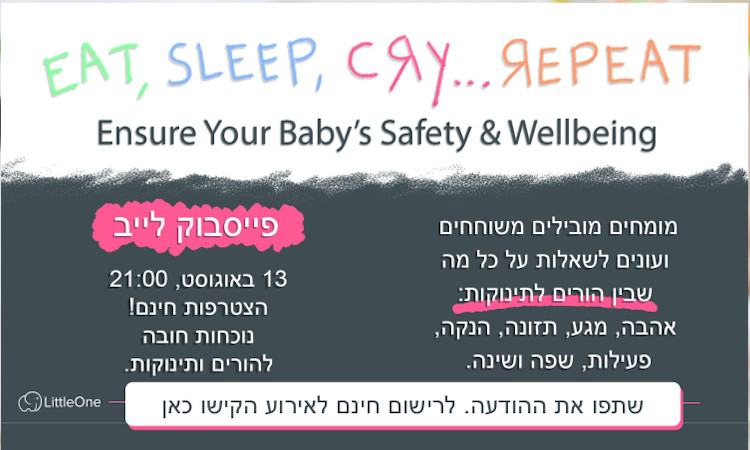 EAT, SLEEP, CRY... REPEAT
Ensure Your Baby's Safety & Wellbeing
מומחים מובילים משוחחים
ועונים לשאלות על כל מה
שבין הורים לתינוקות:
אהבה, מגע, תזונה, הנקה,
פעילות, שפה ושינה.
פייסבוק לייב
13 באוגוסט, 21:00
הצטרפות חינם!
נוכחות חובה
להורים ותינוקות.
LittleOne
שתפו את ההודעה. לרישום חינם לאירוע הקישו כאן